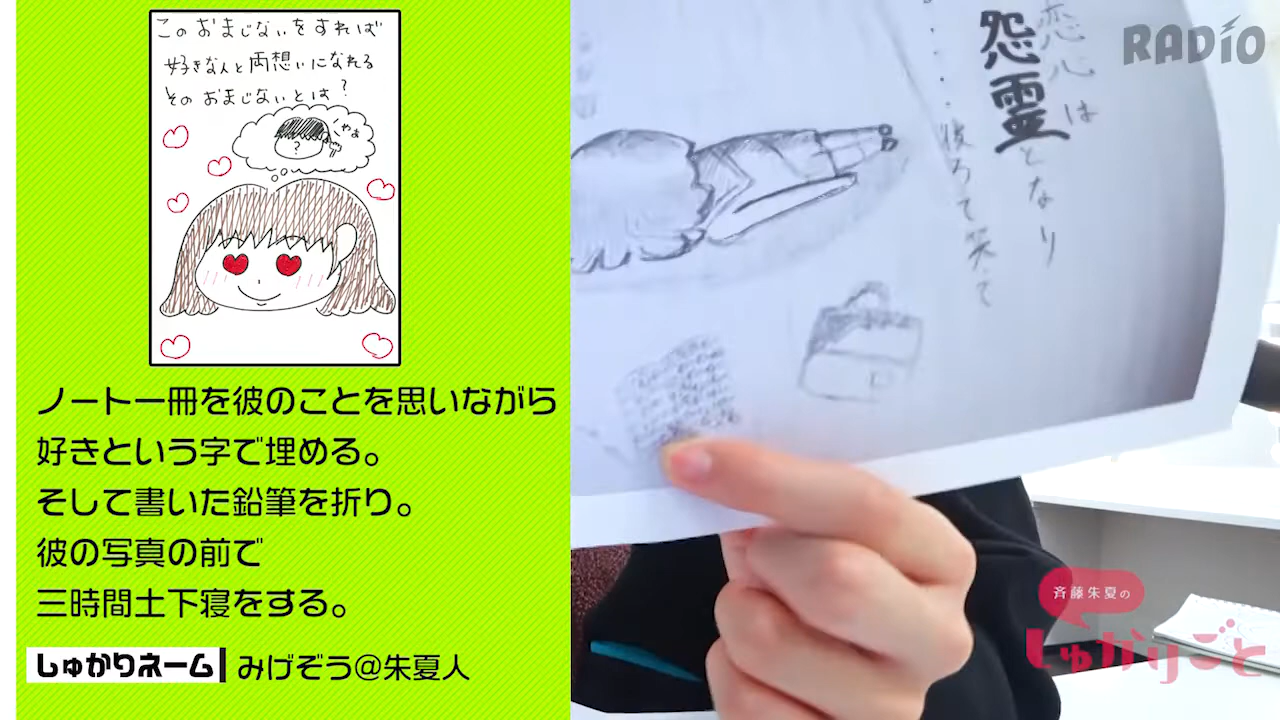 このおまじないをすれば
好きな人と両想いになれる
そのおまじないとは?
?
ノート一冊を彼のことを思いながら
好きという字で埋める。
そして書いた鉛筆を折り。
彼の写真の前で
三時間土下寝をする。
しゅかりネーム
みげぞう@朱夏人
恋心は
怨霊
となり
彼
て笑って
RADIO
斉藤朱夏の
しゅかりごと